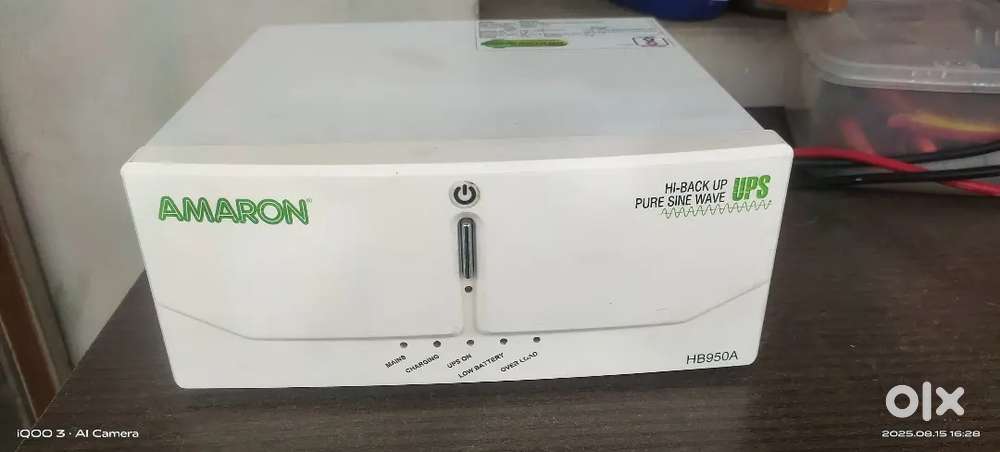 AMARON
HI-BACK UP
PURE SINE WAVE UPS
MAINS
CHARGING
UPS ON
LOW BATTERY
OVER LOAD
HB950A
olx
iQOO 3 · AI Camera
2025.08.15 16:28